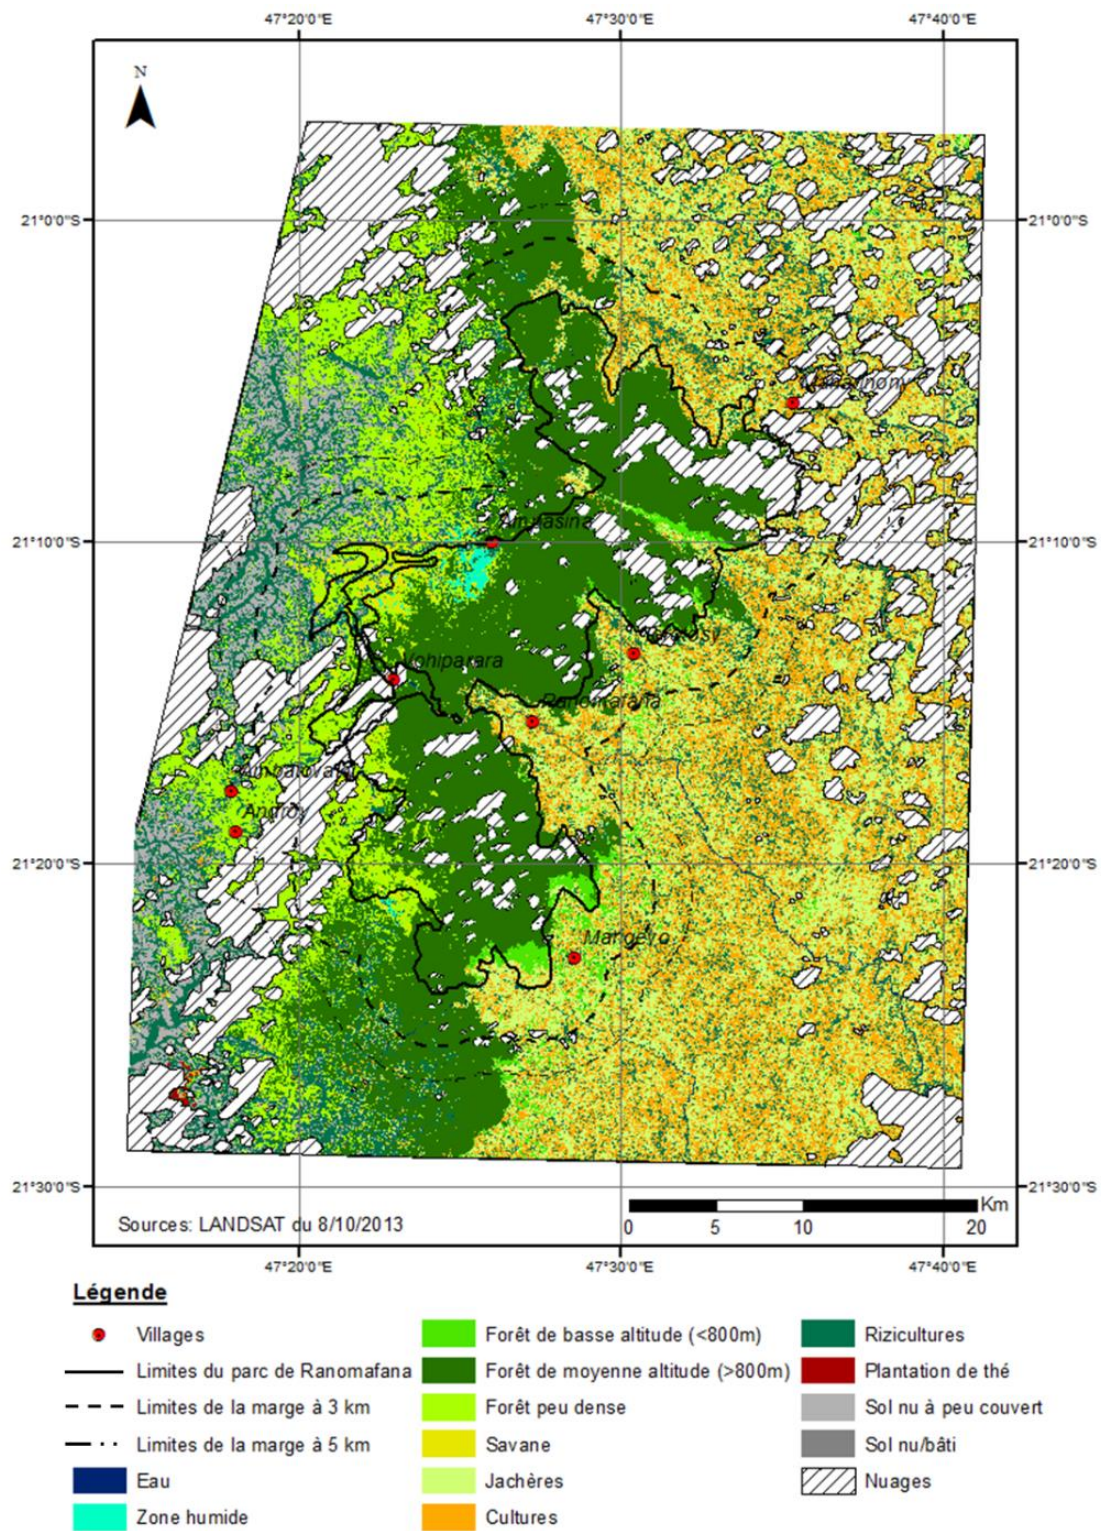 47°20'0"E 47°30'0"E 47°40'0"E
N
21°0'0"S 21°0'0"S
21°10'0"S 21°10'0"S
Vohiparara
Androy
21°20'0"S 21°20'0"S
21°30'0"S 21°30'0"S
Km
0 5 10 20
Sources: LANDSAT du 8/10/2013
47°20'0"E 47°30'0"E 47°40'0"E
Légende
Villages
Limites du parc de Ranomafana
Limites de la marge à 3 km
Limites de la marge à 5 km
Eau
Zone humide
Forêt de basse altitude (<800m)
Forêt de moyenne altitude (>800m)
Forêt peu dense
Savane
Jachères
Cultures
Rizicultures
Plantation de thé
Sol nu à peu couvert
Sol nu/bâti
Nuages